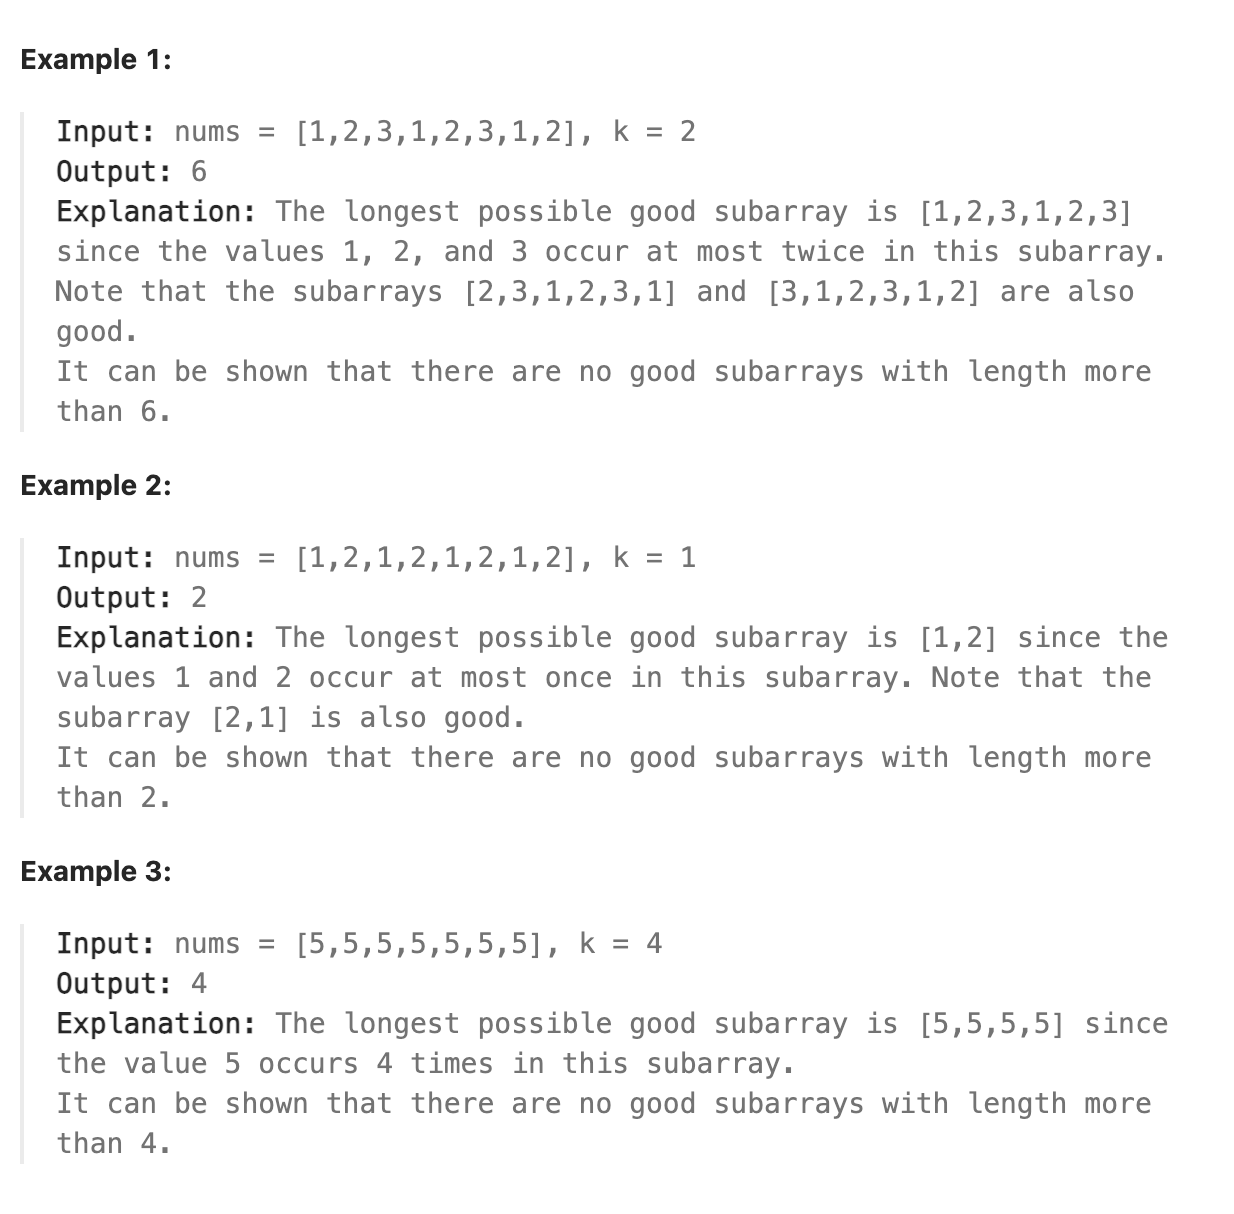 Example 1:
Input: nums = [1,2,3,1,2,3,1,2], k = 2
Output: 6
Explanation: The longest possible good subarray is [1,2,3,1,2,3]
since the values 1, 2, and 3 occur at most twice in this subarray.
Note that the subarrays [2,3,1,2,3,1] and [3,1,2,3,1,2] are also
good.
It can be shown that there are no good subarrays with length more
than 6.
Example 2:
Input: nums = [1,2,1,2,1,2,1,2], k = 1
Output: 2
Explanation: The longest possible good subarray is [1,2] since the
values 1 and 2 occur at most once in this subarray. Note that the
subarray [2,1] is also good.
It can be shown that there are no good subarrays with length more
than 2.
Example 3:
Input: nums = [5,5,5,5,5,5,5], k = 4
Output: 4
Explanation: The longest possible good subarray is [5,5,5,5] since
the value 5 occurs 4 times in this subarray.
It can be shown that there are no good subarrays with length more
than 4.